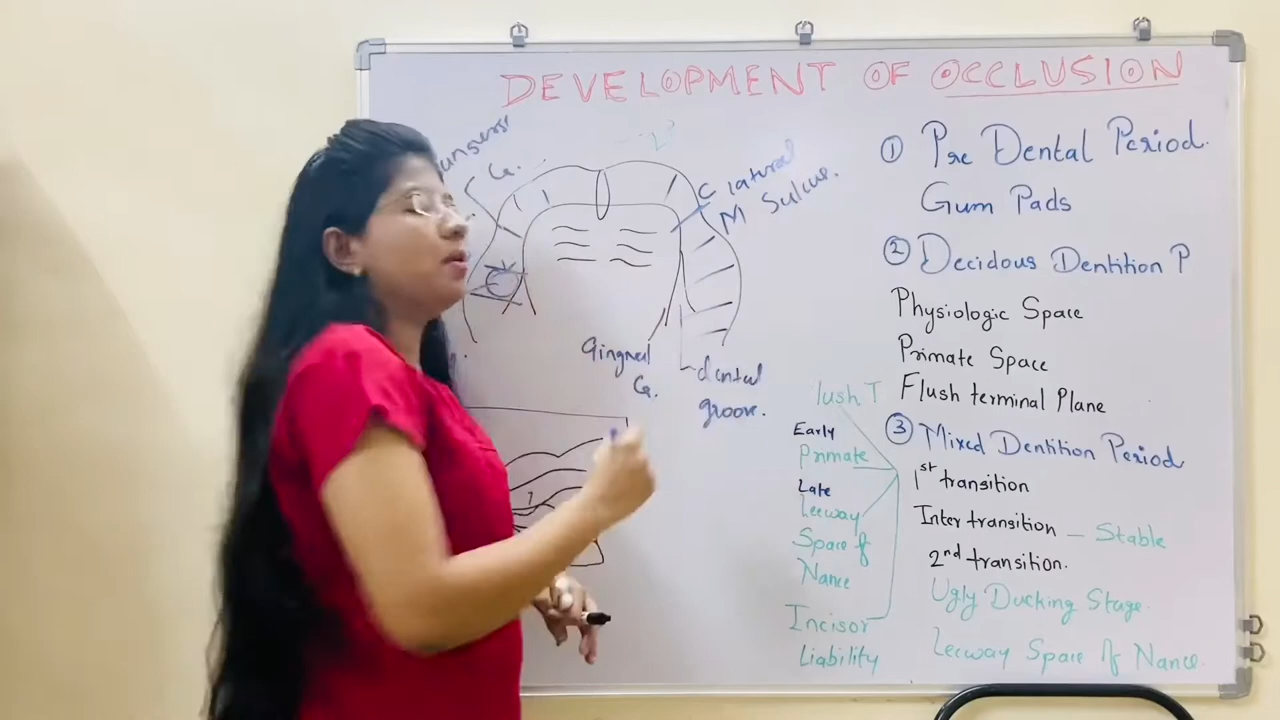 DEVELOPMENT OF OCCLUSION
G.
C lateral
M Sulcus.
Gingival
G.
dental
groove.
① Pre Dental Period.
Gum Pads
② Decidous Dentition P
Physiologic Space
Primate Space
Flush terminal Plane
③ Mixed Dentition Period
1st transition
Inter transition - Stable
2nd transition.
Ugly Ducking Stage.
Leeway Space of Nance.
lush T
Early
Primate
Late
Leeway
Space of
Nance
Incisor
Liability